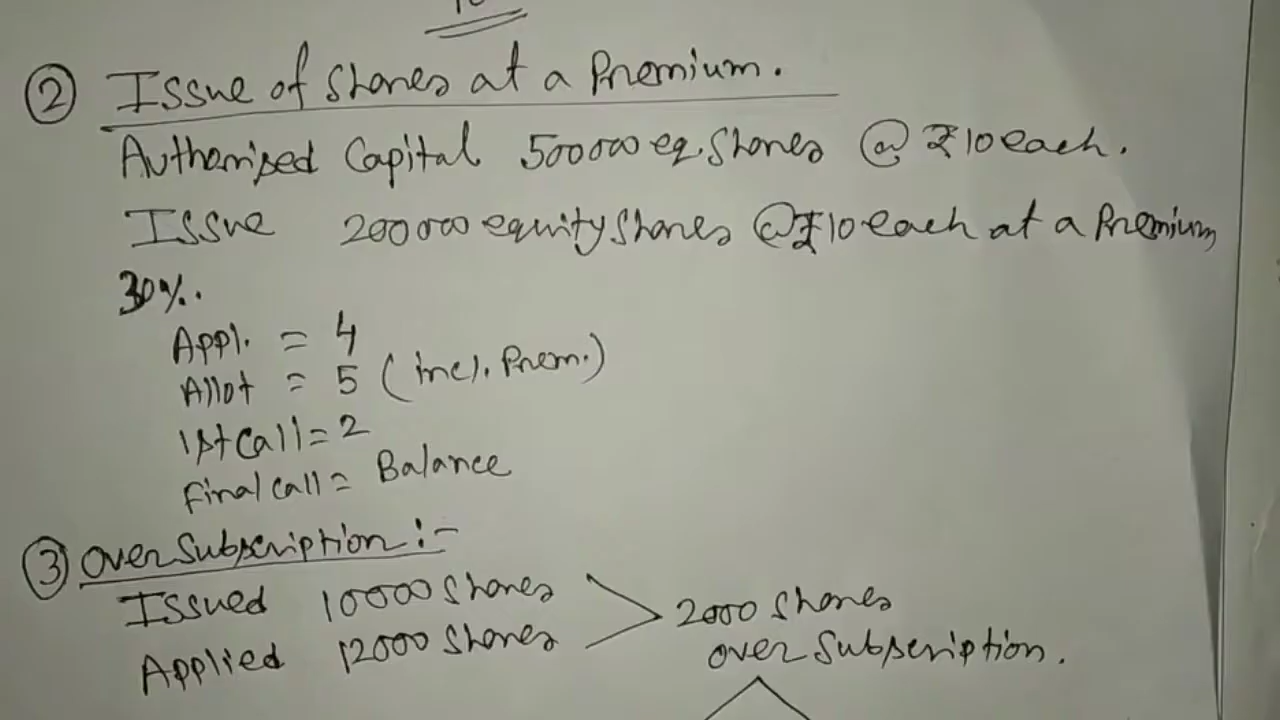 ② Issue of Shares at a Premium.
Authorised Capital 500000 eq. Shares @ ₹10 each.
Issue 200000 equity Shares @ ₹10 each at a Premium
30%.
Appl. = 4
Allot = 5 (incl. Prem.)
1st Call = 2
Final call = Balance
③ Over Subscription :-
Issued 10000 Shares
2000 Shares
Applied 12000 Shares
over Subscription.